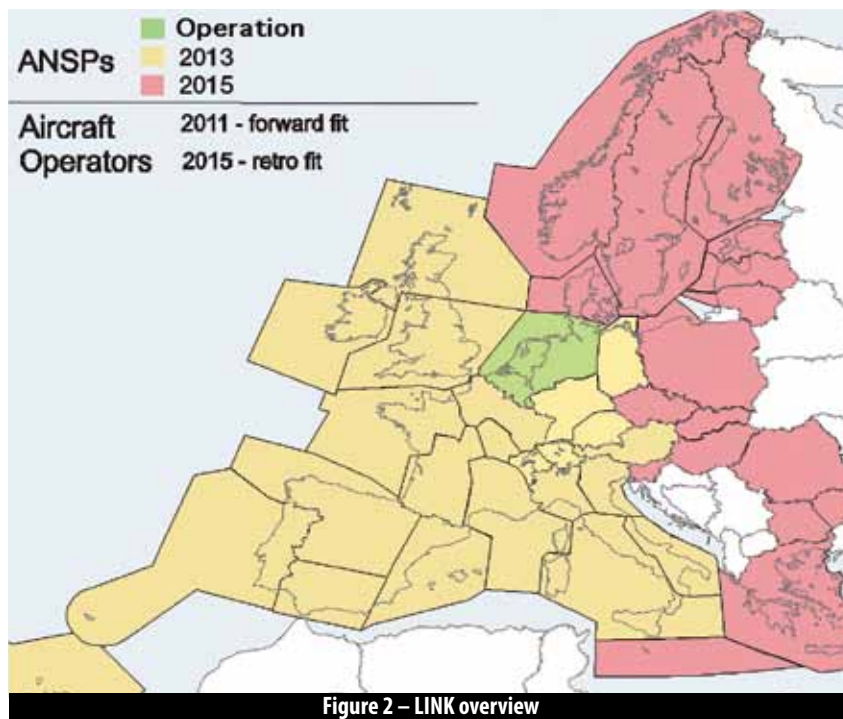 Operation
ANSPs
2013
2015
Aircraft Operators
2011 - forward fit
2015 - retro fit
Figure 2 – LINK overview